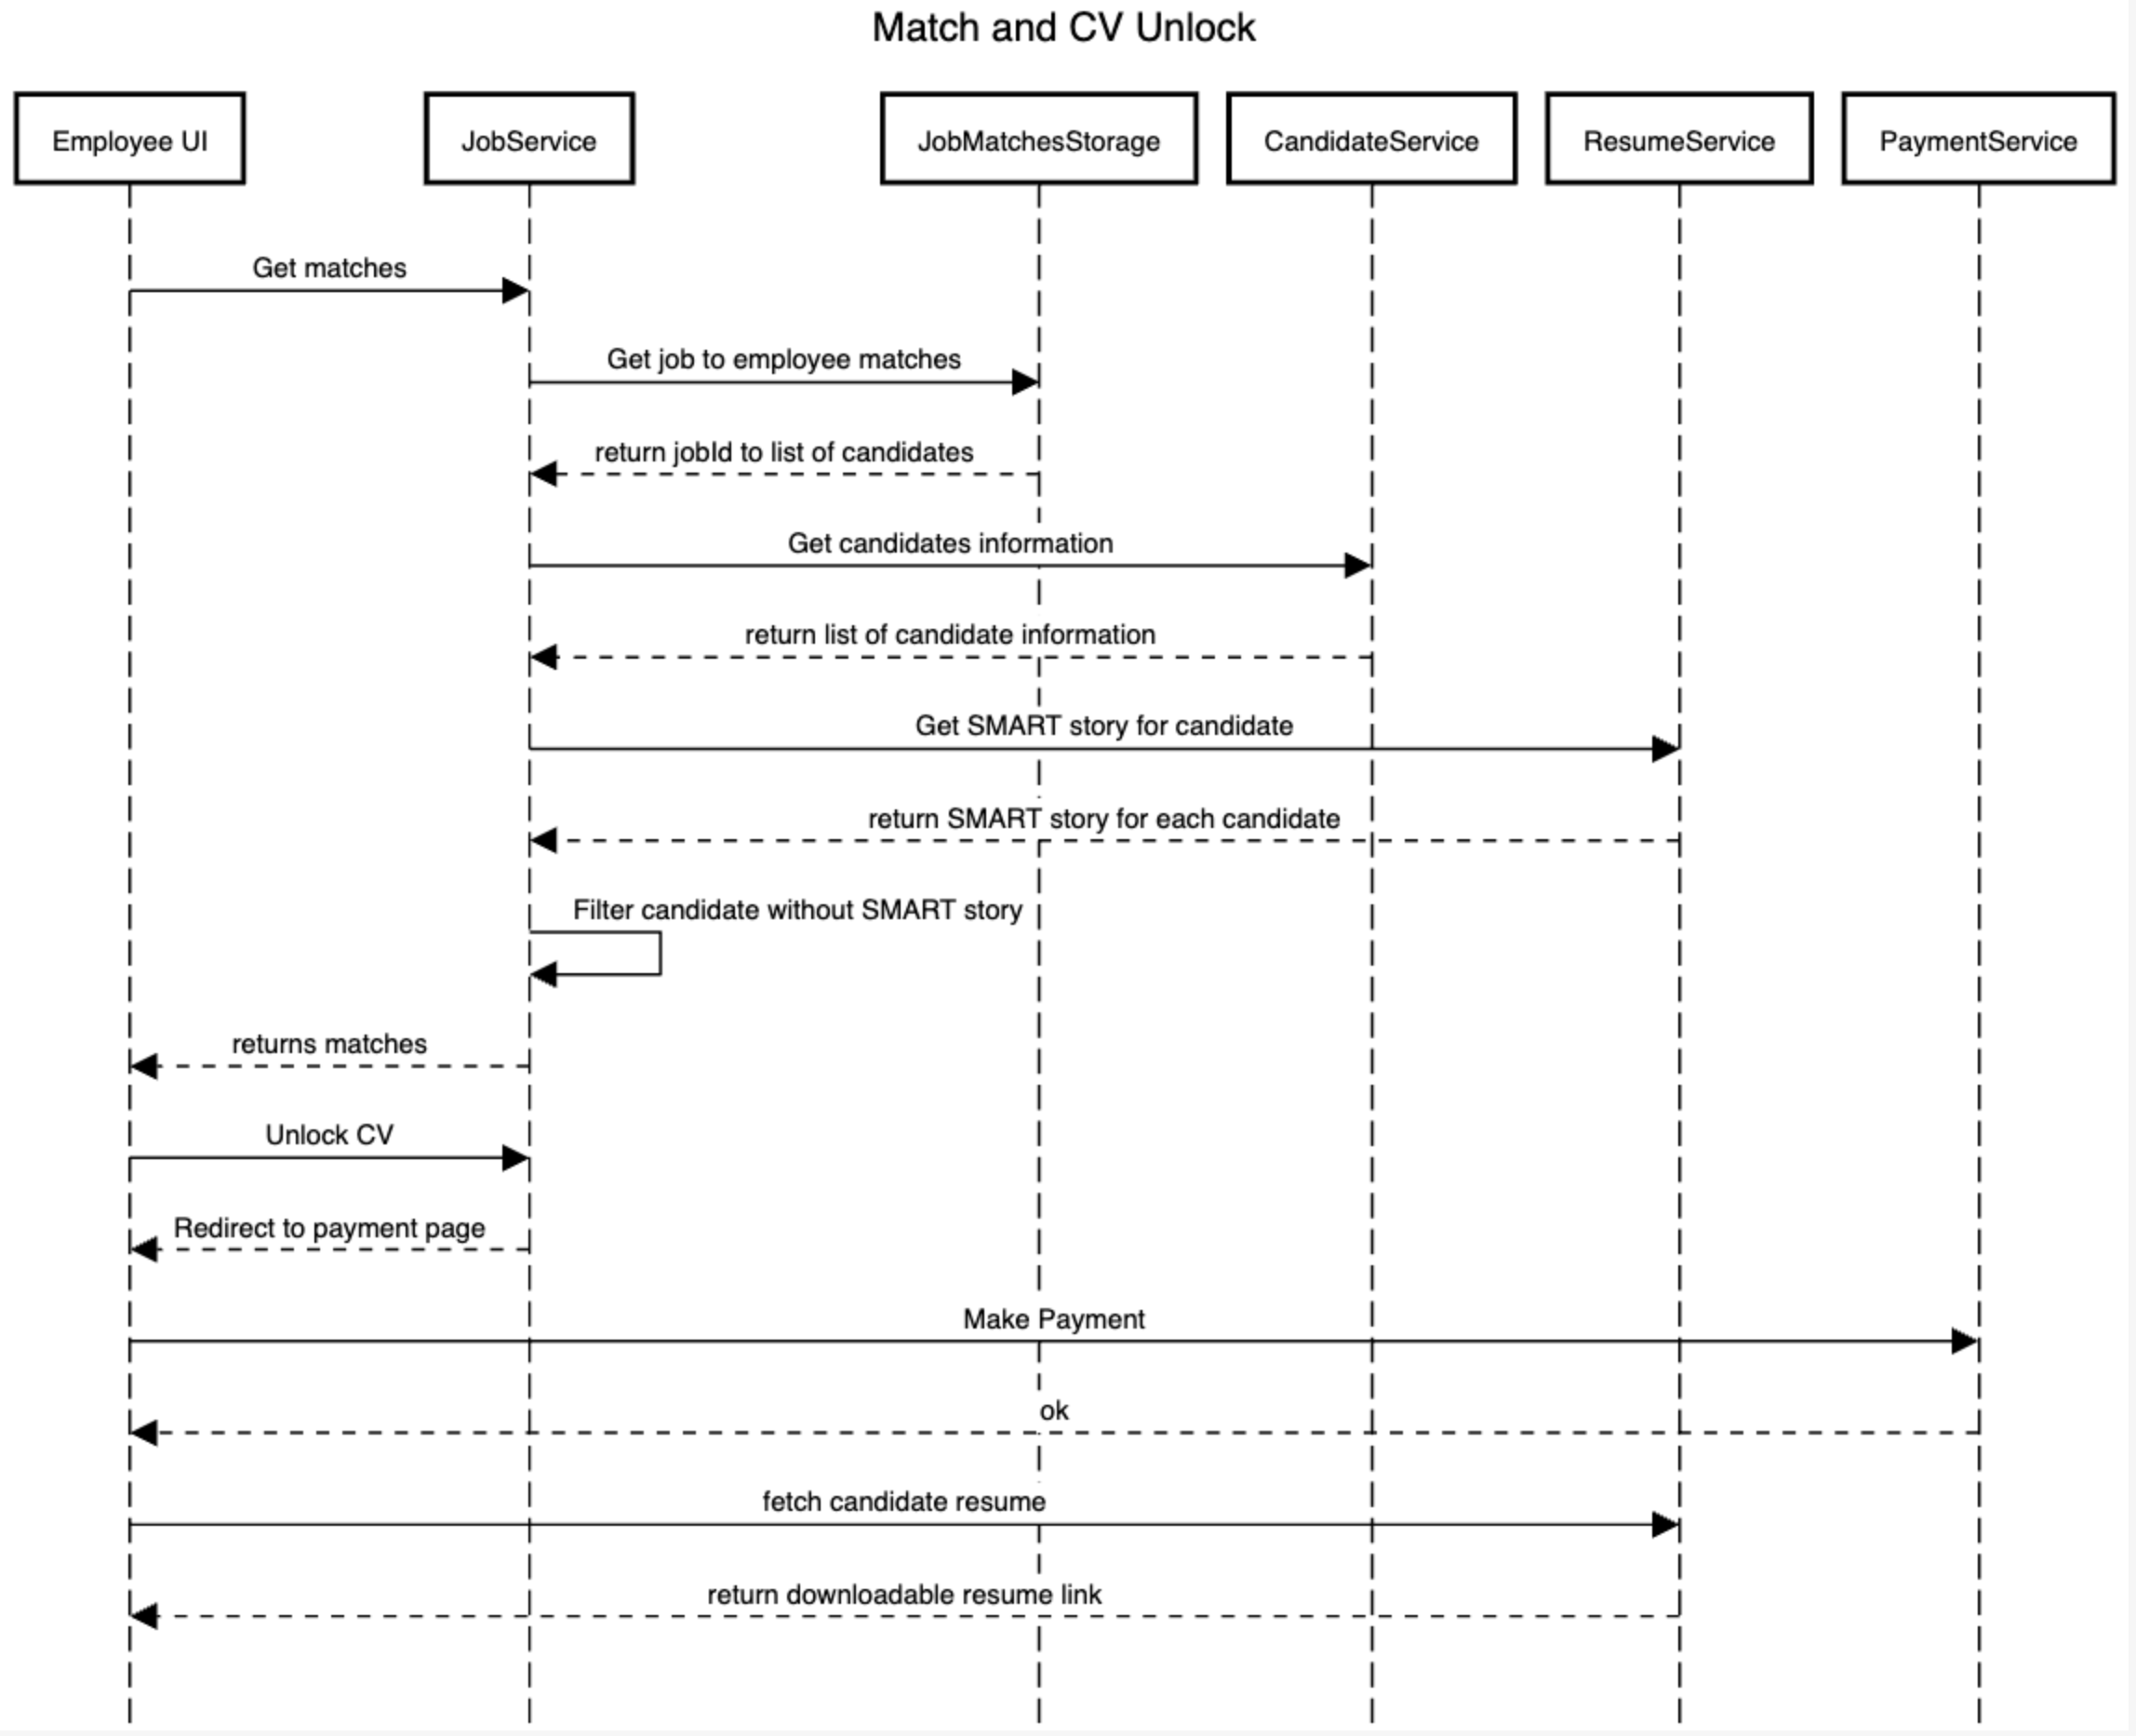 Match and CV Unlock
Employee UI
JobService
JobMatchesStorage
CandidateService
ResumeService
PaymentService
Get matches
Get job to employee matches
return jobId to list of candidates
Get candidates information
return list of candidate information
Get SMART story for candidate
return SMART story for each candidate
Filter candidate without SMART story
returns matches
Unlock CV
Redirect to payment page
Make Payment
ok
fetch candidate resume
return downloadable resume link